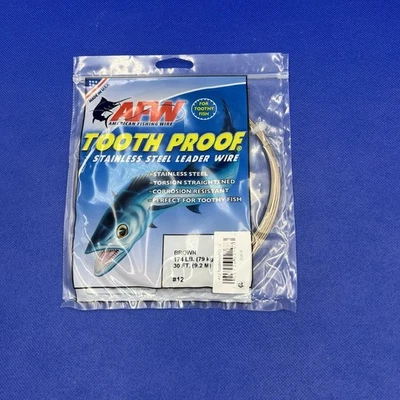 AFW
AMERICAN FISHING WIRE
FOR
TOOTHY
FISH
TOOTH PROOF®
STAINLESS STEEL LEADER WIRE
•STAINLESS STEEL
•TORSION STRAIGHTENED
•CORROSION RESISTANT
•PERFECT FOR TOOTHY FISH
BROWN
174 LB. (79 kg
30 FT. (9.2 M
#12